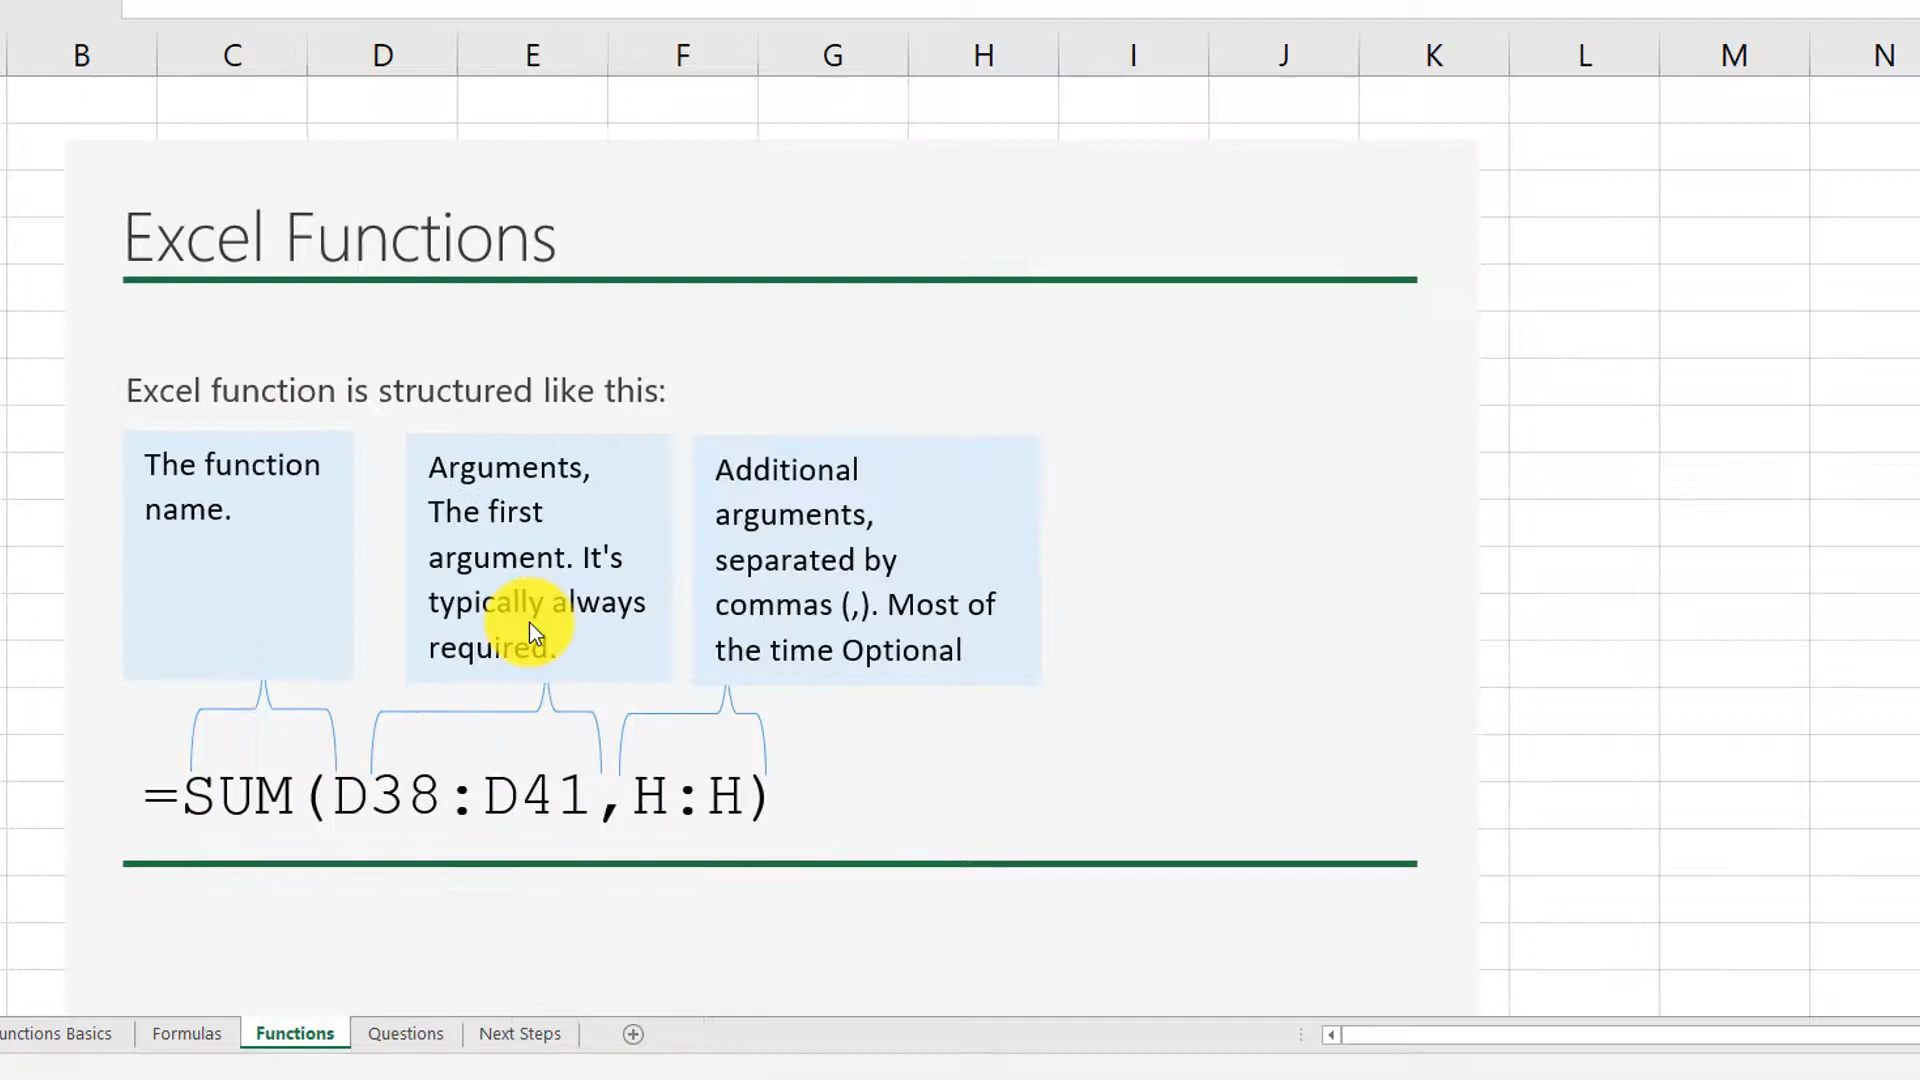 B C D E F G H I J K L M N
Excel Functions
Excel function is structured like this:
The function
name.
Arguments,
The first
argument. It's
typically always
required.
Additional
arguments,
separated by
commas (,). Most of
the time Optional
=SUM(D38:D41,H:H)
unctions Basics Formulas Functions Questions Next Steps